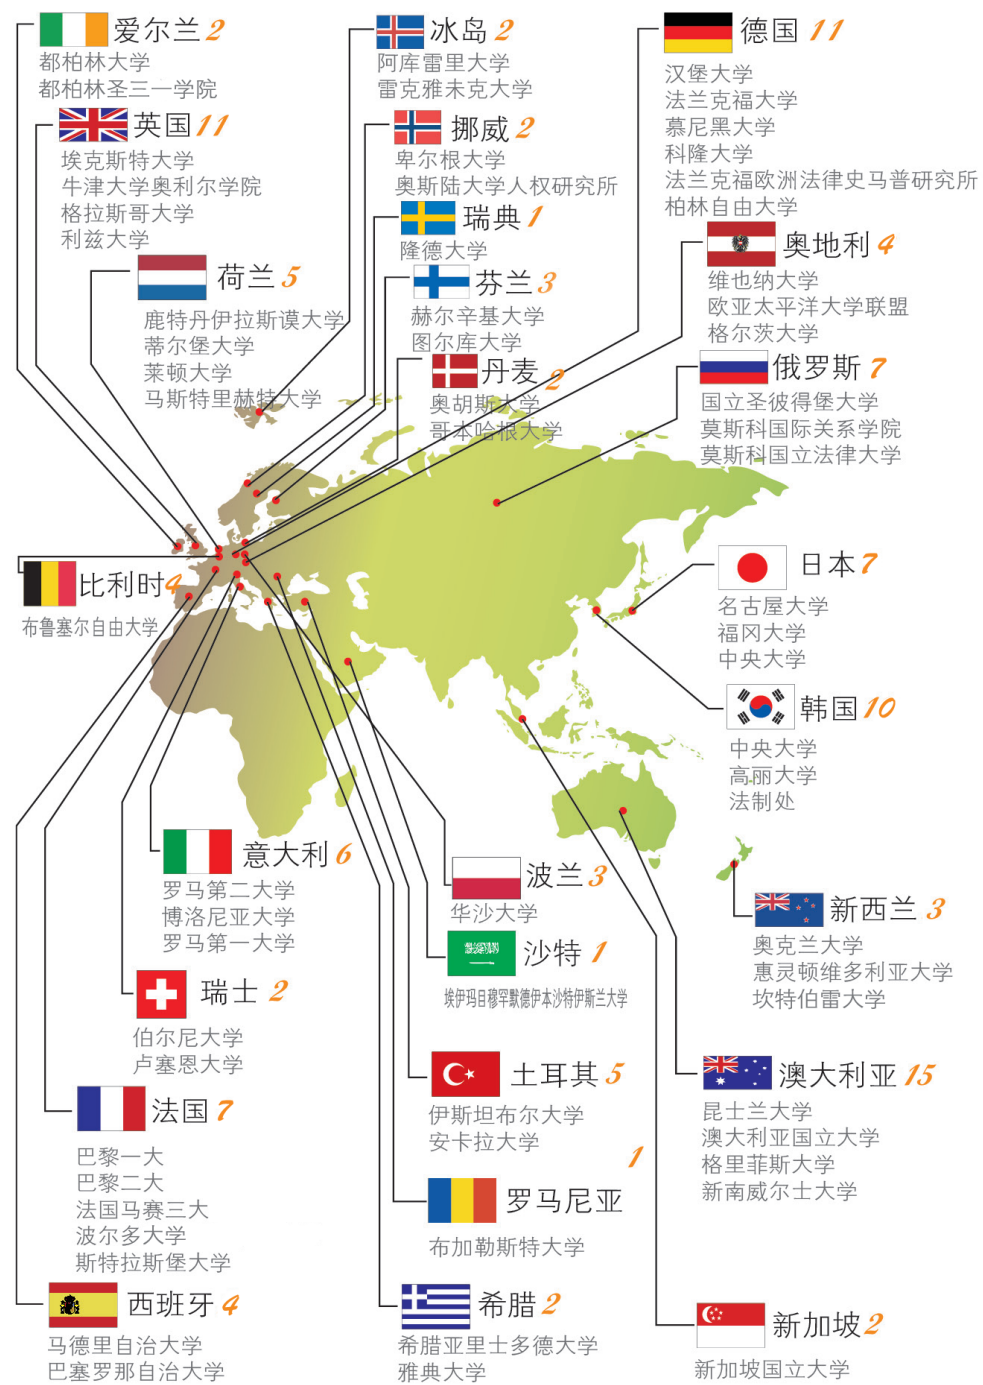 爱尔兰 2
都柏林大学
都柏林圣三一学院
英国 11
埃克斯特大学
牛津大学奥利尔学院
格拉斯哥大学
利兹大学
荷兰 5
鹿特丹伊拉斯谟大学
蒂尔堡大学
莱顿大学
马斯特里赫特大学
冰岛 2
阿库雷里大学
雷克雅未克大学
挪威 2
卑尔根大学
奥斯陆大学人权研究所
瑞典 1
隆德大学
芬兰 3
赫尔辛基大学
图尔库大学
丹麦 2
奥胡斯大学
哥本哈根大学
德国 11
汉堡大学
法兰克福大学
慕尼黑大学
科隆大学
法兰克福欧洲法律史马普研究所
柏林自由大学
奥地利 4
维也纳大学
欧亚太平洋大学联盟
格尔茨大学
俄罗斯 7
国立圣彼得堡大学
莫斯科国际关系学院
莫斯科国立法律大学
比利时 4
布鲁塞尔自由大学
日本 7
名古屋大学
福冈大学
中央大学
韩国 10
中央大学
高丽大学
法制处
意大利 6
罗马第二大学
博洛尼亚大学
罗马第一大学
瑞士 2
伯尔尼大学
卢塞恩大学
法国 7
巴黎一大
巴黎二大
法国马赛三大
波尔多大学
斯特拉斯堡大学
西班牙 4
马德里自治大学
巴塞罗那自治大学
波兰 3
华沙大学
沙特 1
埃伊玛目穆罕默德伊本沙特伊斯兰大学
土耳其 5
伊斯坦布尔大学
安卡拉大学
罗马尼亚 1
布加勒斯特大学
希腊 2
希腊亚里士多德大学
雅典大学
新西兰 3
奥克兰大学
惠灵顿维多利亚大学
坎特伯雷大学
澳大利亚 15
昆士兰大学
澳大利亚国立大学
格里菲斯大学
新南威尔士大学
新加坡 2
新加坡国立大学